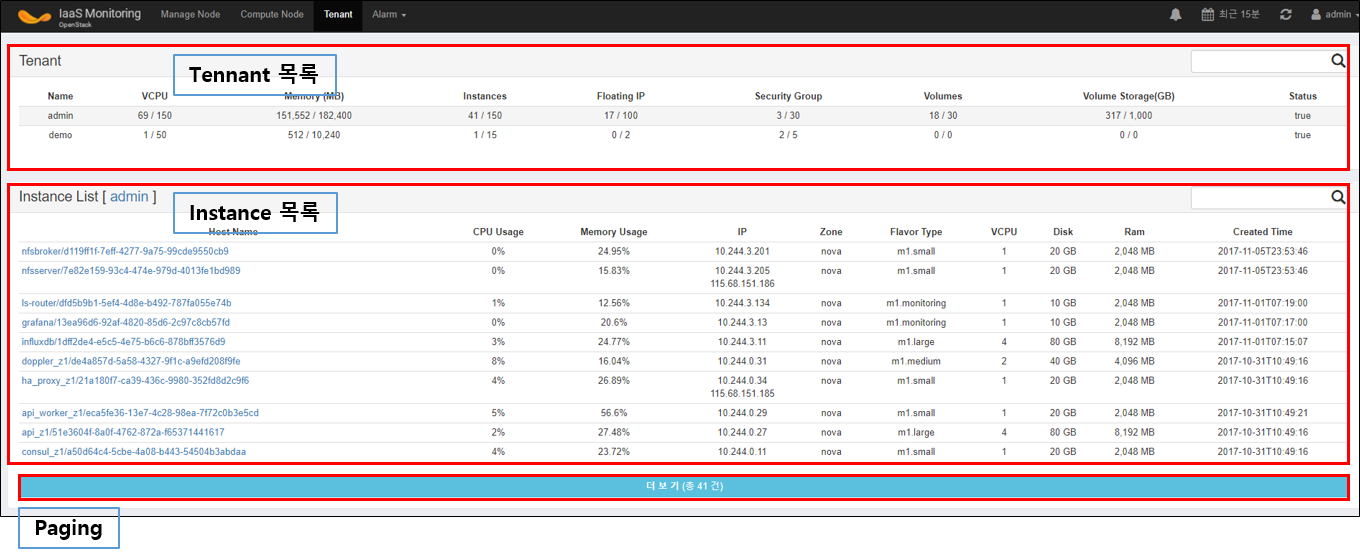 IaaS Monitoring Manage Node Compute Node Tenant Alarm 최근 15분 admin
OpenStack
Tenant
Tennant 목록
Name VCPU Memory (MB) Instances Floating IP Security Group Volumes Volume Storage(GB) Status
admin 69 / 150 151,552 / 182,400 41 / 150 17 / 100 3 / 30 18 / 30 317 / 1,000 true
demo 1 / 50 512 / 10,240 1 / 15 0 / 2 2 / 5 0 / 0 0 / 0 true
Instance List [ admin ]
Instance 목록
Host Name CPU Usage Memory Usage IP Zone Flavor Type VCPU Disk Ram Created Time
nfsbroker/d119ff1f-7eff-4277-9a75-99cde9550cb9 0% 24.95% 10.244.3.201 nova m1.small 1 20 GB 2,048 MB 2017-11-05T23:53:46
nfsserver/7e82e159-93c4-474e-979d-4013fe1bd989 0% 15.83% 10.244.3.205 nova m1.small 1 20 GB 2,048 MB 2017-11-05T23:53:46
115.68.151.186
ls-router/dfd5b9b1-5ef4-4d8e-b492-787fa055e74b 1% 12.56% 10.244.3.134 nova m1.monitoring 1 10 GB 2,048 MB 2017-11-01T07:19:00
grafana/13ea96d6-92af-4820-85d6-2c97c8cb57fd 0% 20.6% 10.244.3.13 nova m1.monitoring 1 10 GB 2,048 MB 2017-11-01T07:17:00
influxdb/1dff2de4-e5c5-4e75-b6c6-878bff3576d9 3% 24.77% 10.244.3.11 nova m1.large 4 80 GB 8,192 MB 2017-11-01T07:15:07
doppler_z1/de4a857d-5a58-4327-9f1c-a9efd208f9fe 8% 16.04% 10.244.0.31 nova m1.medium 2 40 GB 4,096 MB 2017-10-31T10:49:16
ha_proxy_z1/21a180f7-ca39-436c-9980-352fd8d2c9f6 4% 26.89% 10.244.0.34 nova m1.small 1 20 GB 2,048 MB 2017-10-31T10:49:16
115.68.151.185
api_worker_z1/eca5fe36-13e7-4c28-98ea-7f72c0b3e5cd 5% 56.6% 10.244.0.29 nova m1.small 1 20 GB 2,048 MB 2017-10-31T10:49:21
api_z1/51e3604f-8a0f-4762-872a-f65371441617 2% 27.48% 10.244.0.27 nova m1.large 4 80 GB 8,192 MB 2017-10-31T10:49:16
consul_z1/a50d64c4-5cbe-4a08-b443-54504b3abdaa 4% 23.72% 10.244.0.11 nova m1.small 1 20 GB 2,048 MB 2017-10-31T10:49:16
더 보 기 (총 41 건)
Paging